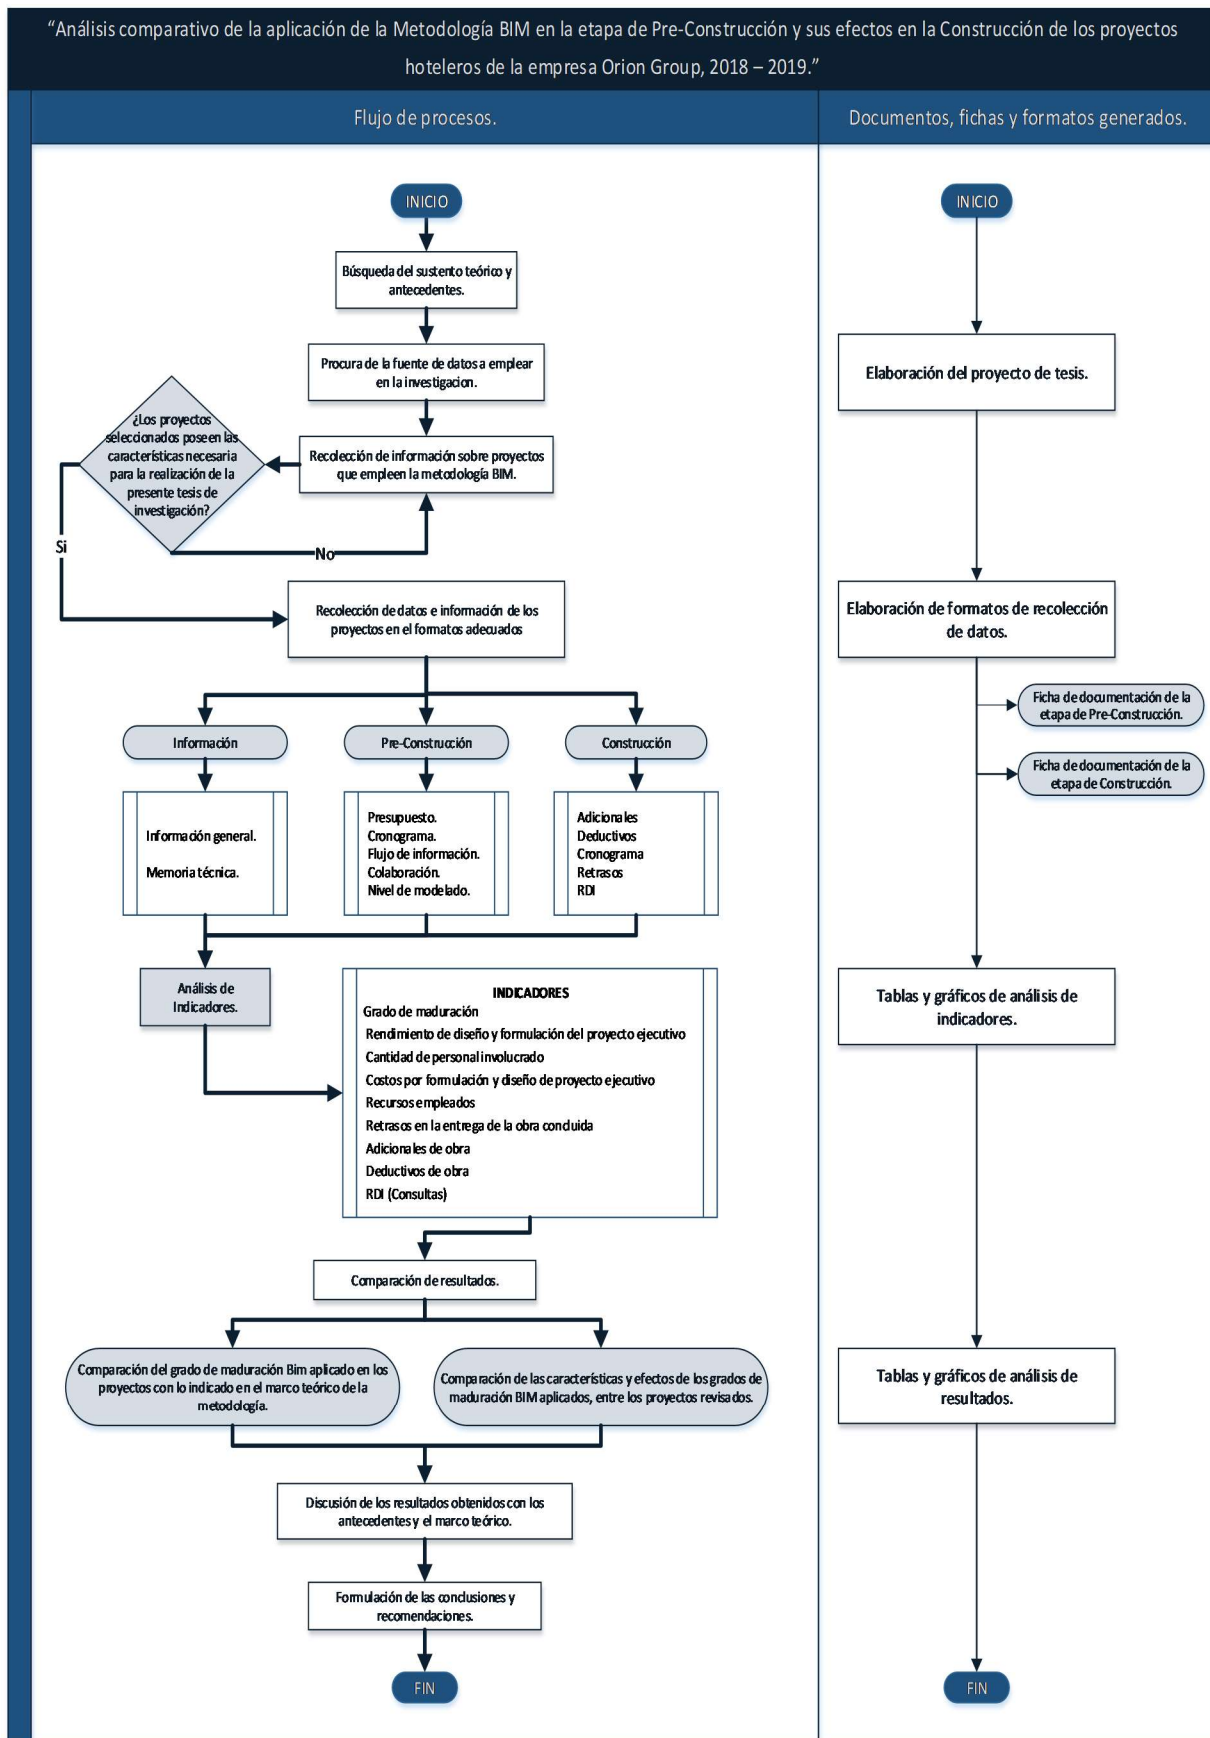 “Análisis comparativo de la aplicación de la Metodología BIM en la etapa de Pre-Construcción y sus efectos en la Construcción de los proyectos
hoteleros de la empresa Orion Group, 2018 – 2019.”
Flujo de procesos.
Documentos, fichas y formatos generados.
INICIO
Búsqueda del sustento teórico y
antecedentes.
Procura de la fuente de datos a emplear
en la investigacion.
Recolección de información sobre proyectos
que empleen la metodología BIM.
¿Los proyectos
seleccionados poseen las
características necesaria
para la realización de la
presente tesis de
investigación?
Si
No
Recolección de datos e información de los
proyectos en el formatos adecuados
Información
Pre-Construcción
Construcción
Información general.
Memoria técnica.
Presupuesto.
Cronograma.
Flujo de información.
Colaboración.
Nivel de modelado.
Adicionales
Deductivos
Cronograma
Retrasos
RDI
Análisis de
Indicadores.
INDICADORES
Grado de maduración
Rendimiento de diseño y formulación del proyecto ejecutivo
Cantidad de personal involucrado
Costos por formulación y diseño de proyecto ejecutivo
Recursos empleados
Retrasos en la entrega de la obra concluida
Adicionales de obra
Deductivos de obra
RDI (Consultas)
Comparación de resultados.
Comparación del grado de maduración Bim aplicado en los
proyectos con lo indicado en el marco teórico de la
metodología.
Comparación de las características y efectos de los grados de
maduración BIM aplicados, entre los proyectos revisados.
Discusión de los resultados obtenidos con los
antecedentes y el marco teórico.
Formulación de las conclusiones y
recomendaciones.
FIN
INICIO
Elaboración del proyecto de tesis.
Elaboración de formatos de recolección
de datos.
Ficha de documentación de la
etapa de Pre-Construcción.
Ficha de documentación de la
etapa de Construcción.
Tablas y gráficos de análisis de
indicadores.
Tablas y gráficos de análisis de
resultados.
FIN